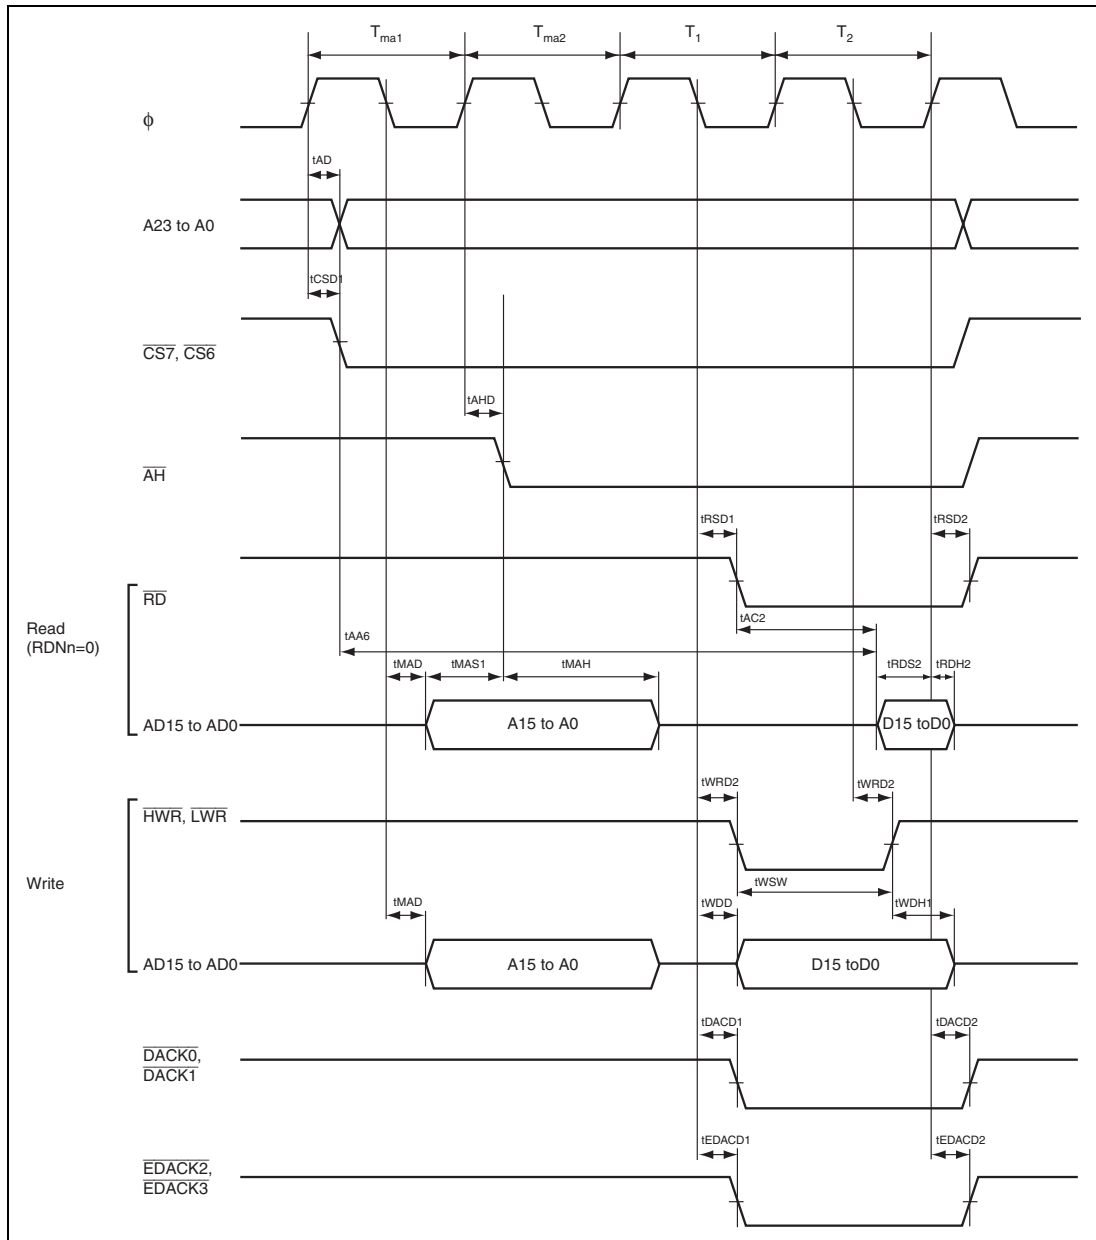 Tma1 Tma2 T1 T2
ϕ
tAD
A23 to A0
tCSD1
CS7, CS6
tAHD
AH
tRSD1 tRSD2
RD
tAC2
Read
(RDNn=0)
tAA6
tMAD tMAS1 tMAH tRDS2 tRDH2
AD15 to AD0 A15 to A0 D15 toD0
tWRD2 tWRD2
HWR, LWR
Write
tWSW
tMAD tWDD tWDH1
AD15 to AD0 A15 to A0 D15 toD0
tDACD1 tDACD2
DACK0,
DACK1
tEDACD1 tEDACD2
EDACK2,
EDACK3